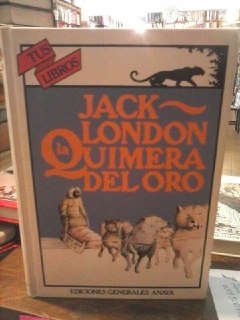 TUS
LIBROS
JACK
LONDON
la
QUIMERA
DEL ORO
EDICIONES GENERALES ANAYA